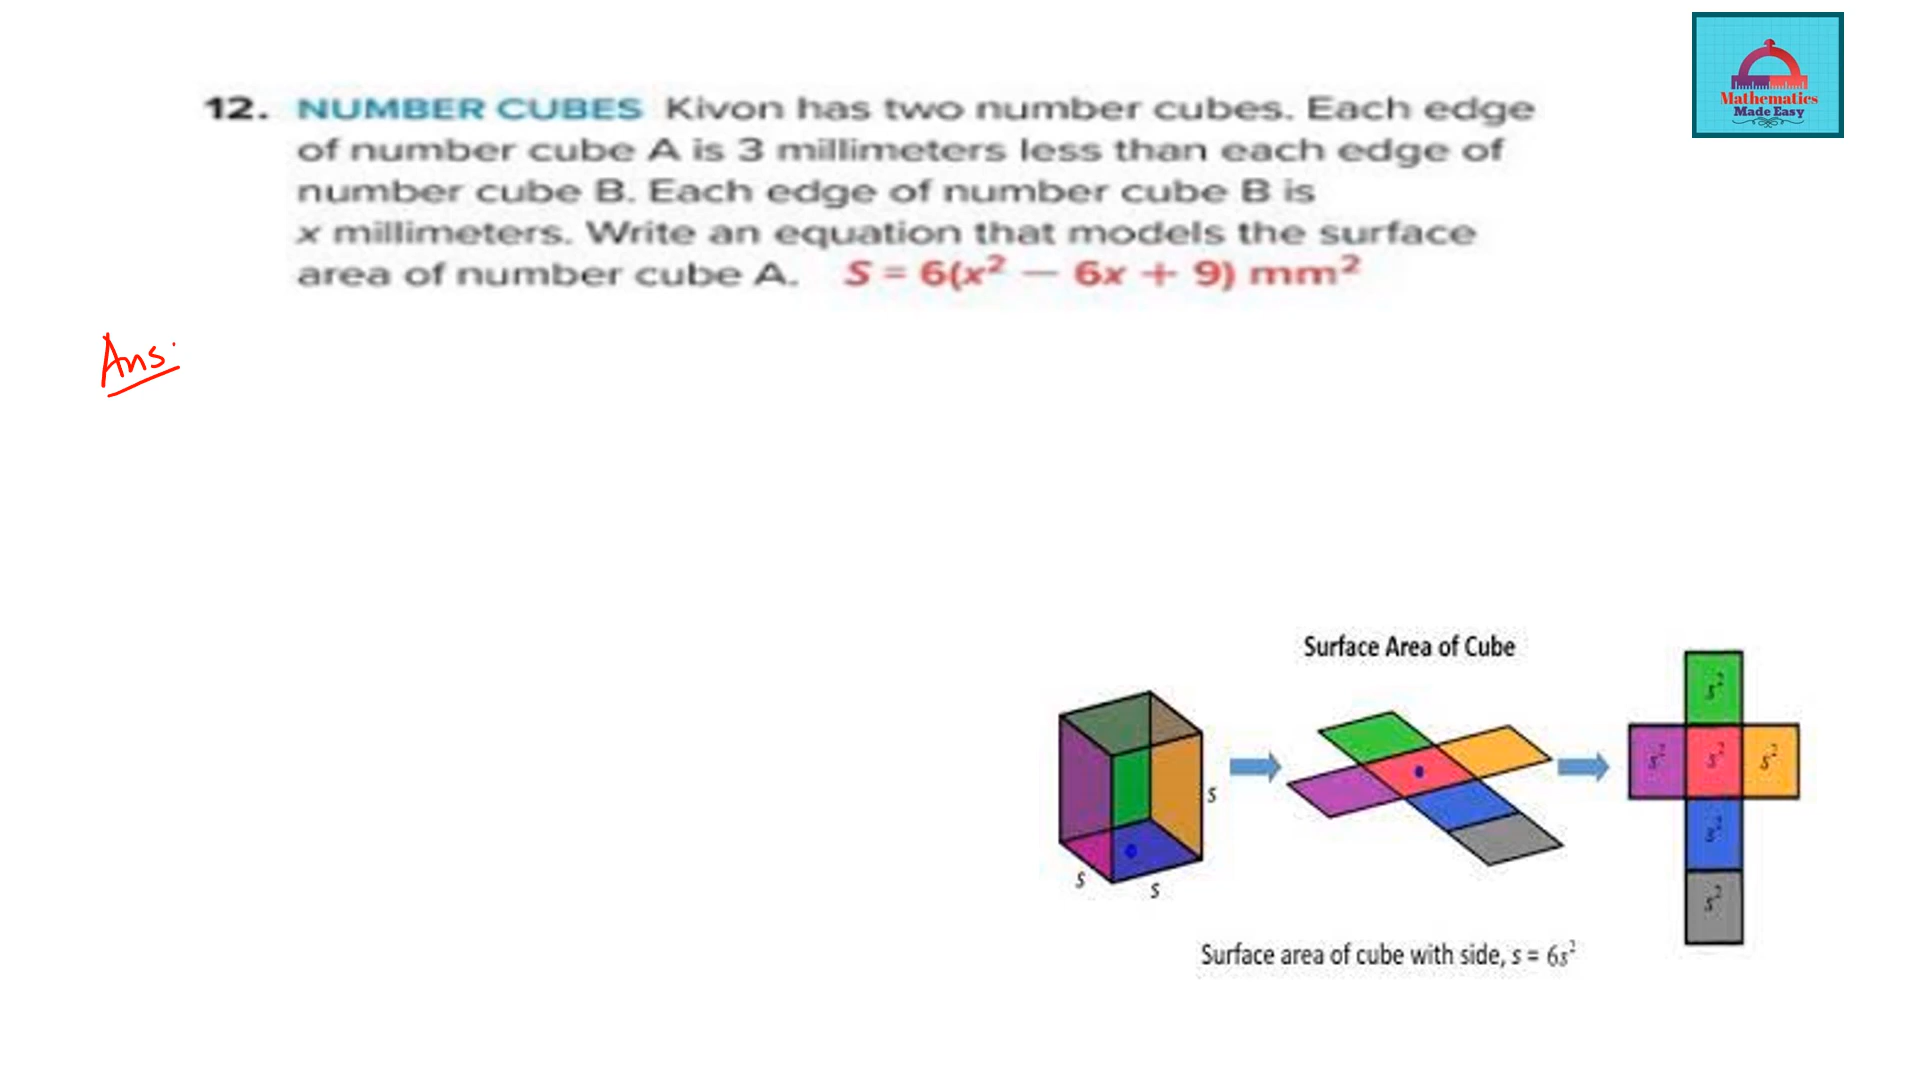 Mathematics
Made Easy
12. NUMBER CUBES Kivon has two number cubes. Each edge
of number cube A is 3 millimeters less than each edge of
number cube B. Each edge of number cube B is
x millimeters. Write an equation that models the surface
area of number cube A. S = 6(x² − 6x + 9) mm²
Ans:
Surface Area of Cube
s
s
s
s²
s² s² s²
s²
s²
Surface area of cube with side, s = 6s²